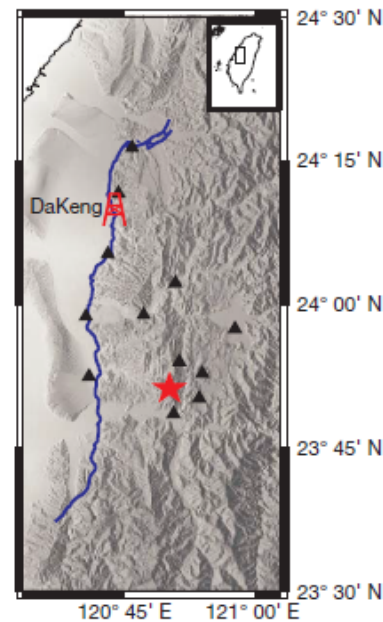 24° 30' N
24° 15' N
DaKeng
24° 00' N
23° 45' N
23° 30' N
120° 45' E 121° 00' E